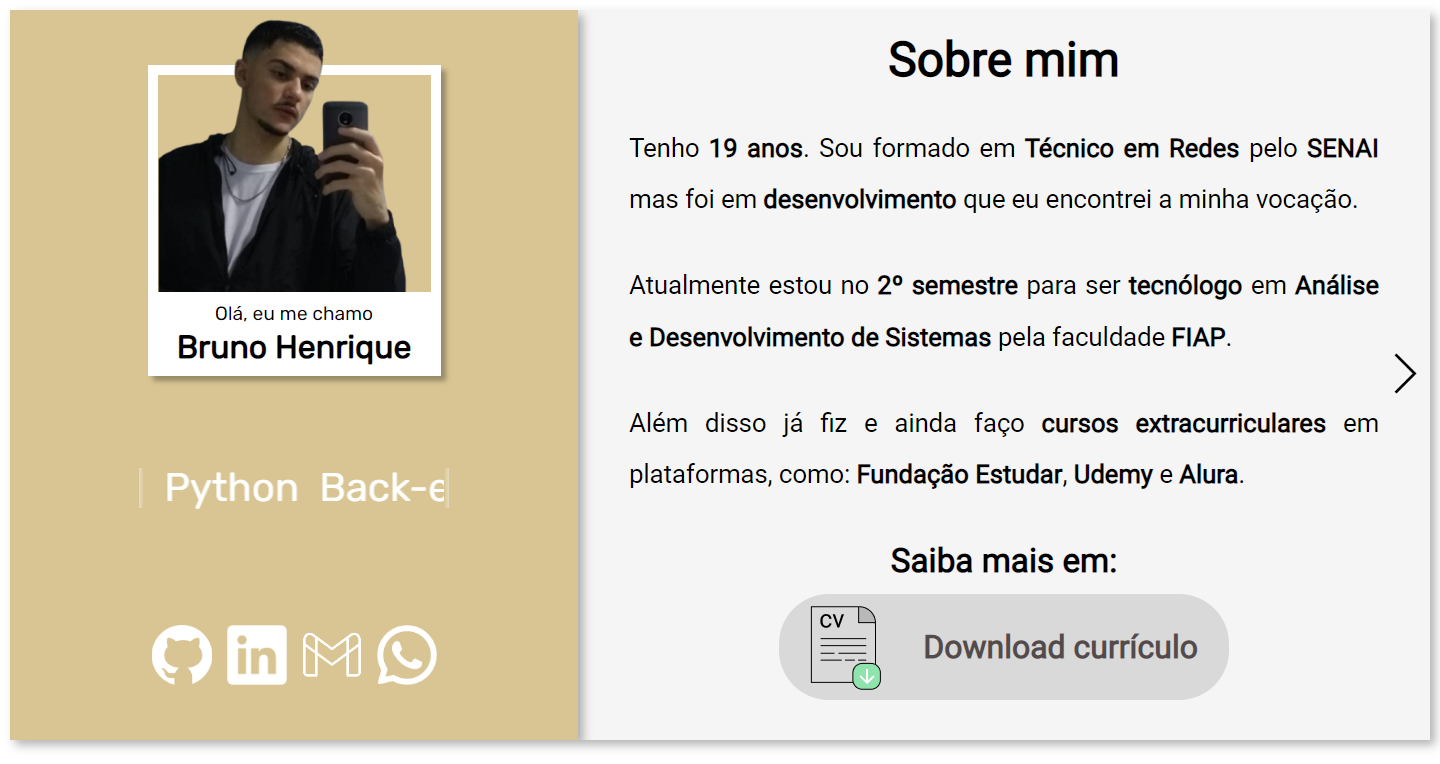 Olá, eu me chamo
Bruno Henrique
Python Back-e
in
Sobre mim
Tenho 19 anos. Sou formado em Técnico em Redes pelo SENAI
mas foi em desenvolvimento que eu encontrei a minha vocação.
Atualmente estou no 2º semestre para ser tecnólogo em Análise
e Desenvolvimento de Sistemas pela faculdade FIAP.
Além disso já fiz e ainda faço cursos extracurriculares em
plataformas, como: Fundação Estudar, Udemy e Alura.
Saiba mais em:
CV
Download currículo